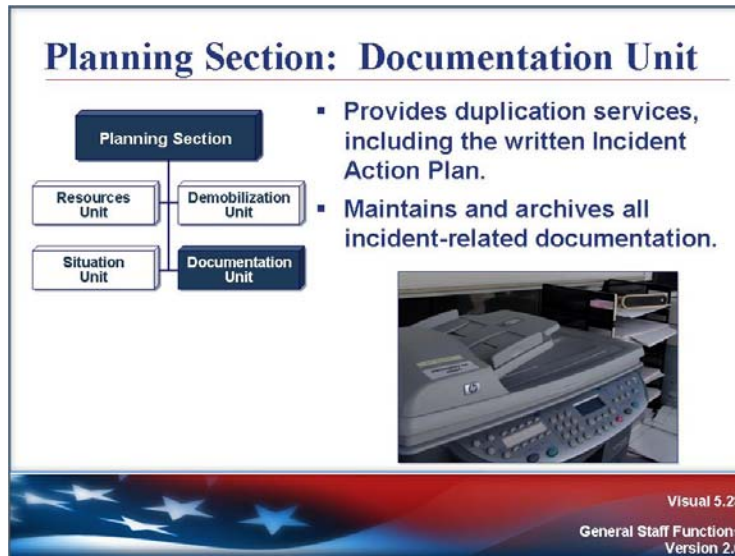 Planning Section: Documentation Unit
Planning Section
Resources
Unit
Demobilization
Unit
Situation
Unit
Documentation
Unit
▪ Provides duplication services,
including the written Incident
Action Plan.
▪ Maintains and archives all
incident-related documentation.
hp
Visual 5.2
General Staff Function
Version 2.